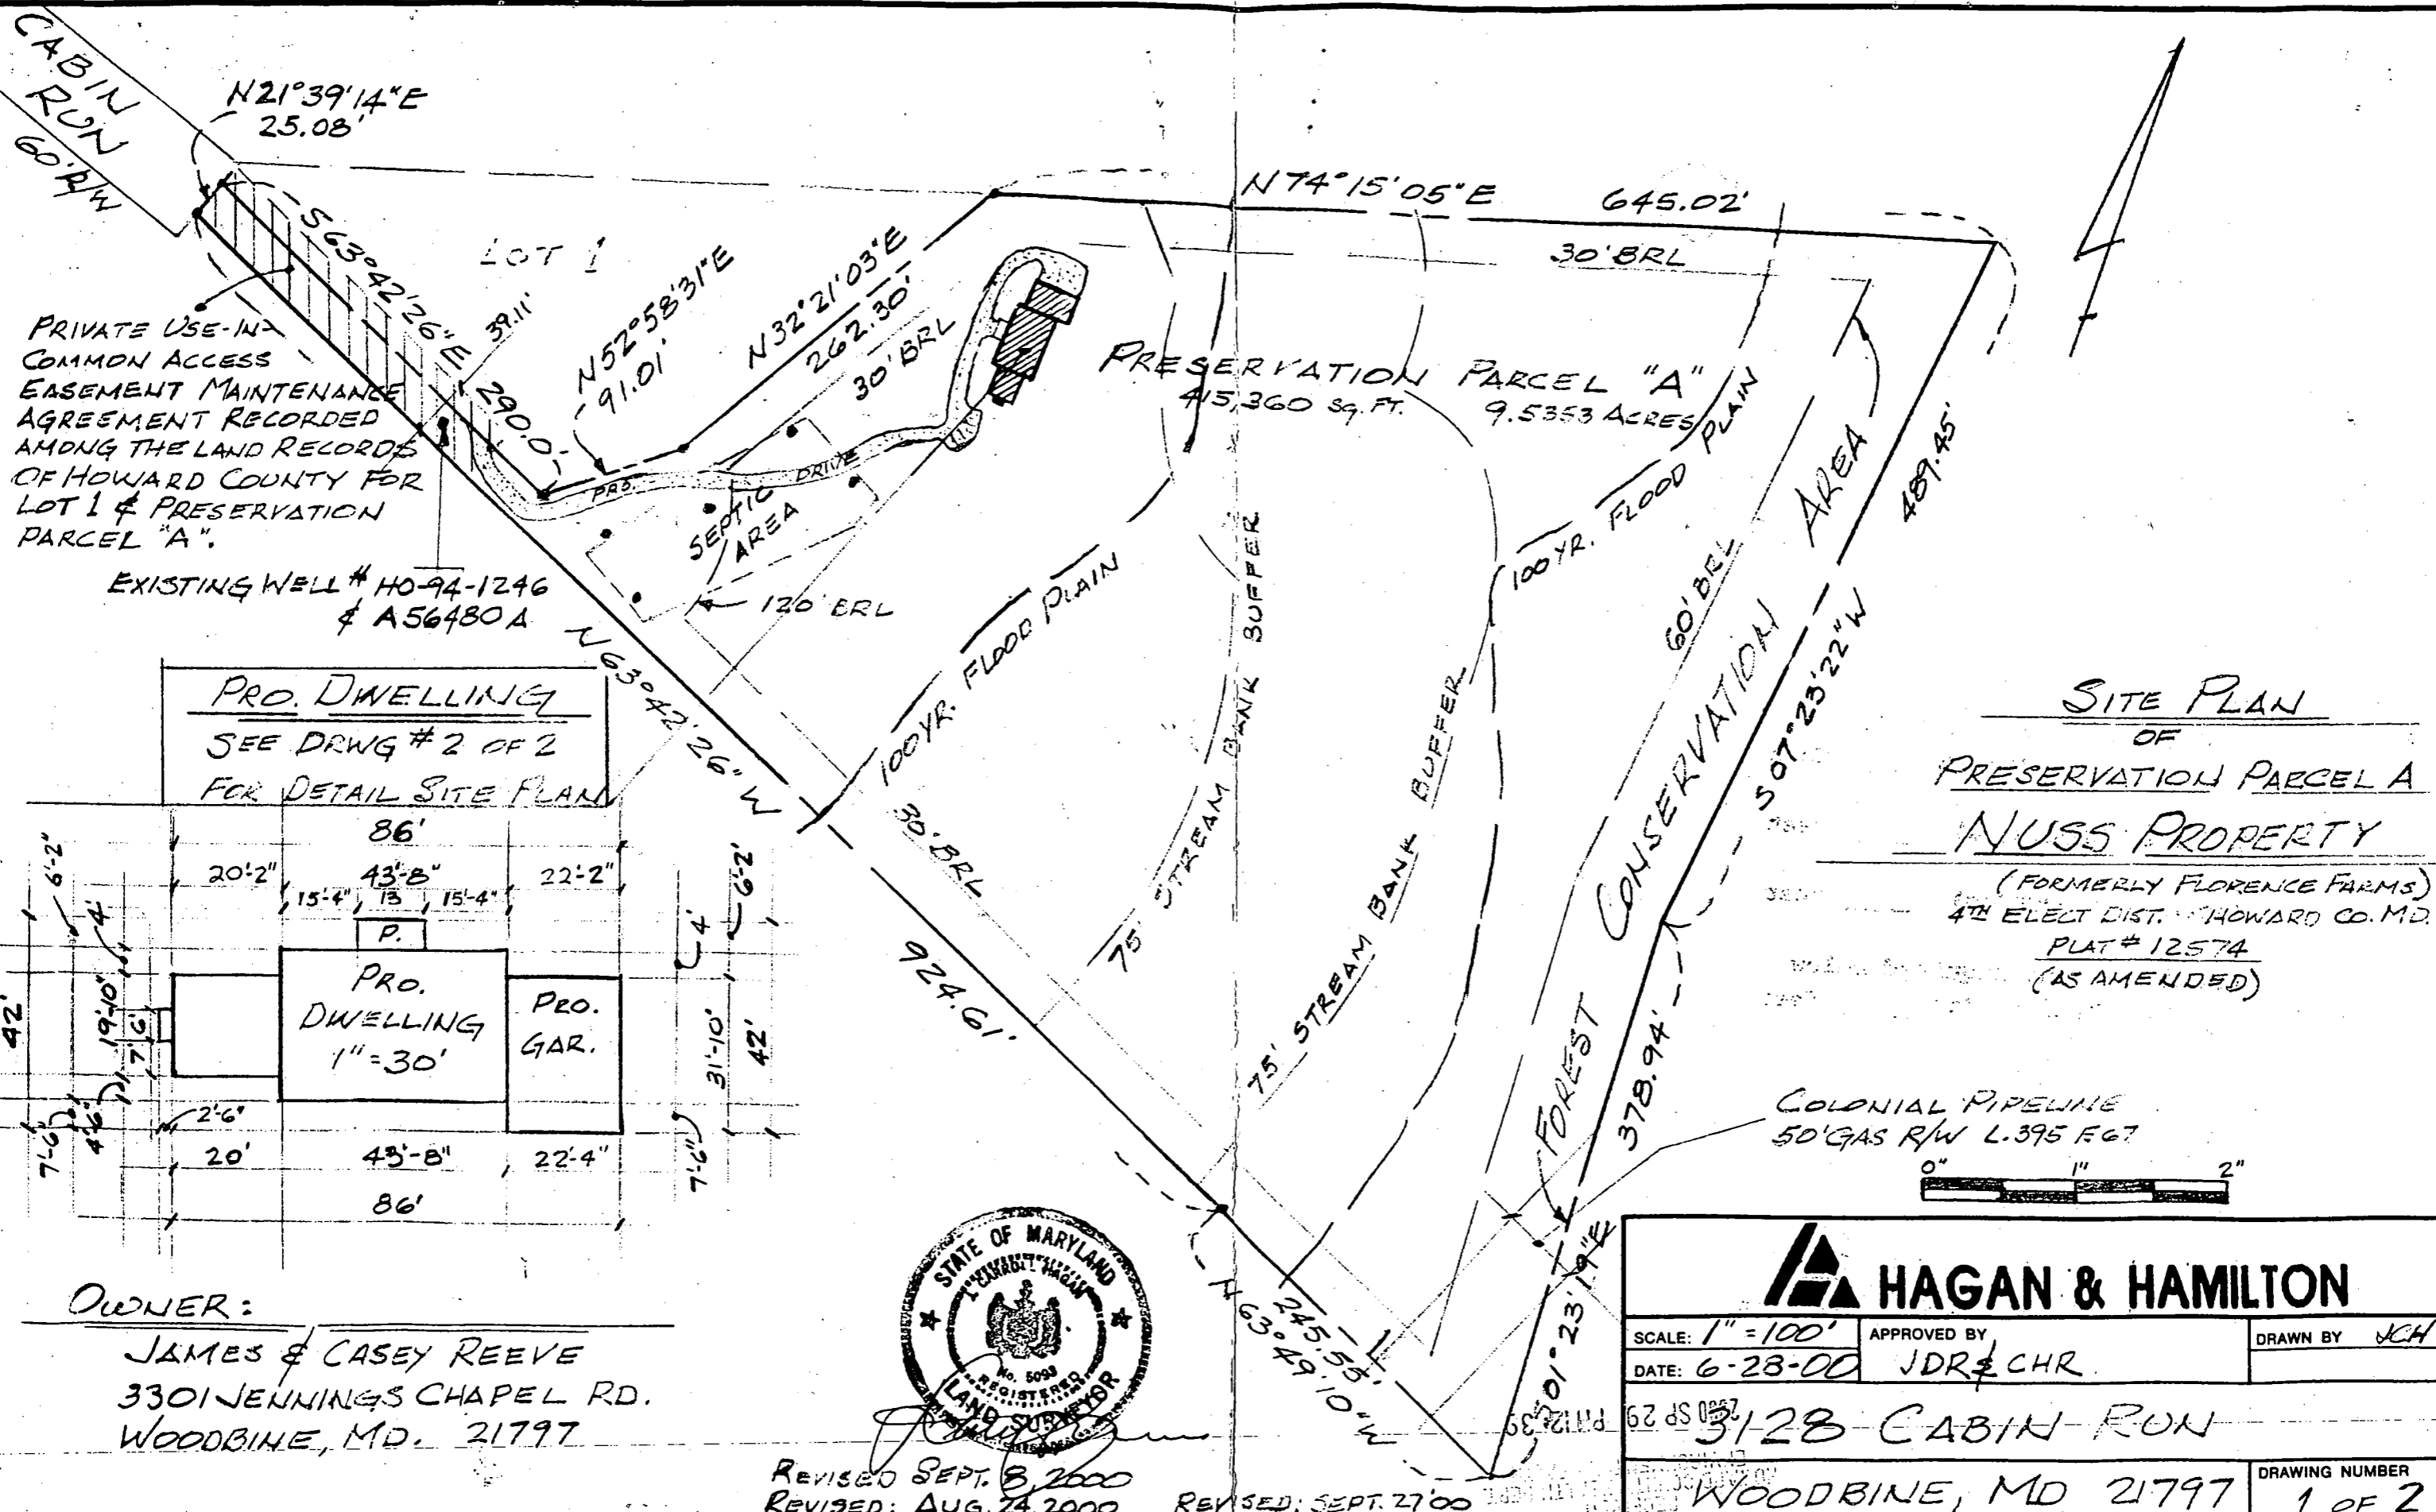 CABIN
RUN
60' R/W
N21°39'14"E
25.08'
S63°42'26"E
290.0
39.11'
LOT 1
N52°58'31"E
91.01'
N32°21'03"E
262.30'
30' BRL
N74°15'05"E 645.02'
30' BRL
PRIVATE USE-IN-
COMMON ACCESS
EASEMENT MAINTENANCE
AGREEMENT RECORDED
AMONG THE LAND RECORDS
OF HOWARD COUNTY FOR
LOT 1 & PRESERVATION
PARCEL "A".
EXISTING WELL # HO-94-1246
& A56480A
PRO. DRIVE
SEPTIC
AREA
120' BRL
PRESERVATION PARCEL "A"
415,360 SQ. FT. 9.5353 ACRES
100 YR. FLOOD PLAIN
100 YR. FLOOD PLAIN
75' STREAM BANK BUFFER
75' STREAM BANK BUFFER
60' BRL
FOREST CONSERVATION AREA
489.45'
S07°23'22"W
378.94'
S01°23'19"E
N63°42'26"W
30' BRL
924.61'
245.55'
N63°49'10"W
COLONIAL PIPELINE
50' GAS R/W L.395 F.67
0" 1" 2"
PRO. DWELLING
SEE DRWG # 2 OF 2
FOR DETAIL SITE PLAN
86'
20'-2" 43'-8" 22'-2"
15'-4" 13 15'-4"
P.
PRO.
DWELLING
1"=30'
PRO.
GAR.
42'
6'-2"
4'
19'-10"
7'-6"
4'-6"
7'-6"
2'-6"
4'
6'-2'
31'-10"
42'
7'-6"
20' 43'-8" 22'-4"
86'
SITE PLAN
OF
PRESERVATION PARCEL A
NUSS PROPERTY
(FORMERLY FLORENCE FARMS)
4TH ELECT DIST. HOWARD CO. MD.
PLAT # 12574
(AS AMENDED)
OWNER:
JAMES & CASEY REEVE
3301 JENNINGS CHAPEL RD.
WOODBINE, MD. 21797
STATE OF MARYLAND
CARROLL HAGAN
No. 5093
REGISTERED
LAND SURVEYOR
REVISED SEPT. 8, 2000
REVISED: AUG. 24, 2000
REVISED: SEPT. 27 '00
HAGAN & HAMILTON
SCALE: 1"=100'
APPROVED BY
JDR & CHR
DRAWN BY JCH
DATE: 6-28-00
3128 CABIN RUN
WOODBINE, MD 21797
DRAWING NUMBER
1 OF 2